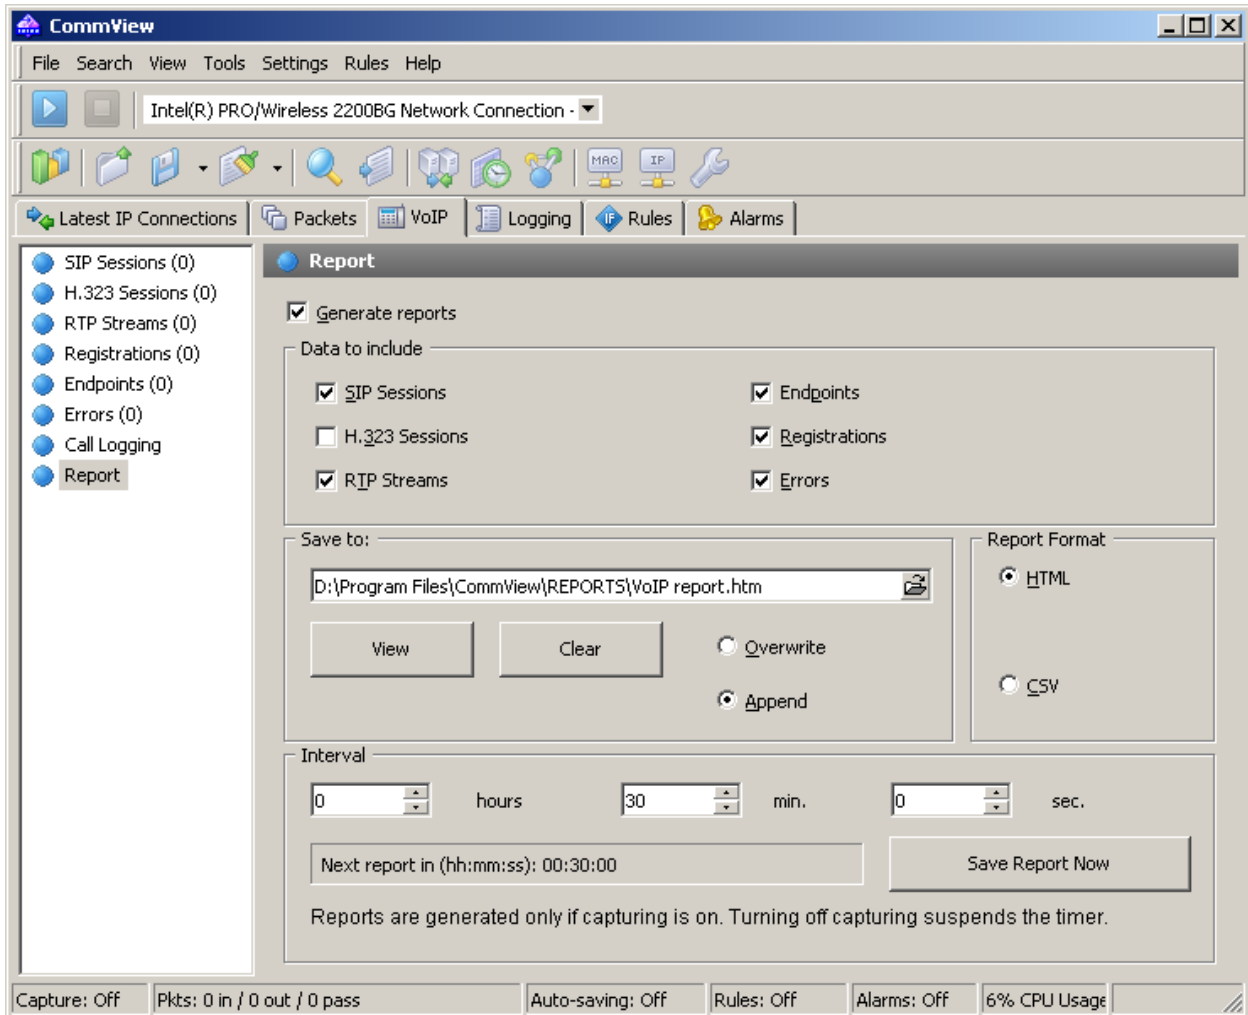 CommView
File Search View Tools Settings Rules Help
Intel(R) PRO/Wireless 2200BG Network Connection -
MAC IP
Latest IP Connections Packets VoIP Logging IF Rules Alarms
SIP Sessions (0)
H.323 Sessions (0)
RTP Streams (0)
Registrations (0)
Endpoints (0)
Errors (0)
Call Logging
Report
Report
Generate reports
Data to include
SIP Sessions
Endpoints
H.323 Sessions
Registrations
RTP Streams
Errors
Save to:
D:\Program Files\CommView\REPORTS\VoIP report.htm
View
Clear
Overwrite
Append
Report Format
HTML
CSV
Interval
0 hours 30 min. 0 sec.
Next report in (hh:mm:ss): 00:30:00
Save Report Now
Reports are generated only if capturing is on. Turning off capturing suspends the timer.
Capture: Off Pkts: 0 in / 0 out / 0 pass Auto-saving: Off Rules: Off Alarms: Off 6% CPU Usage